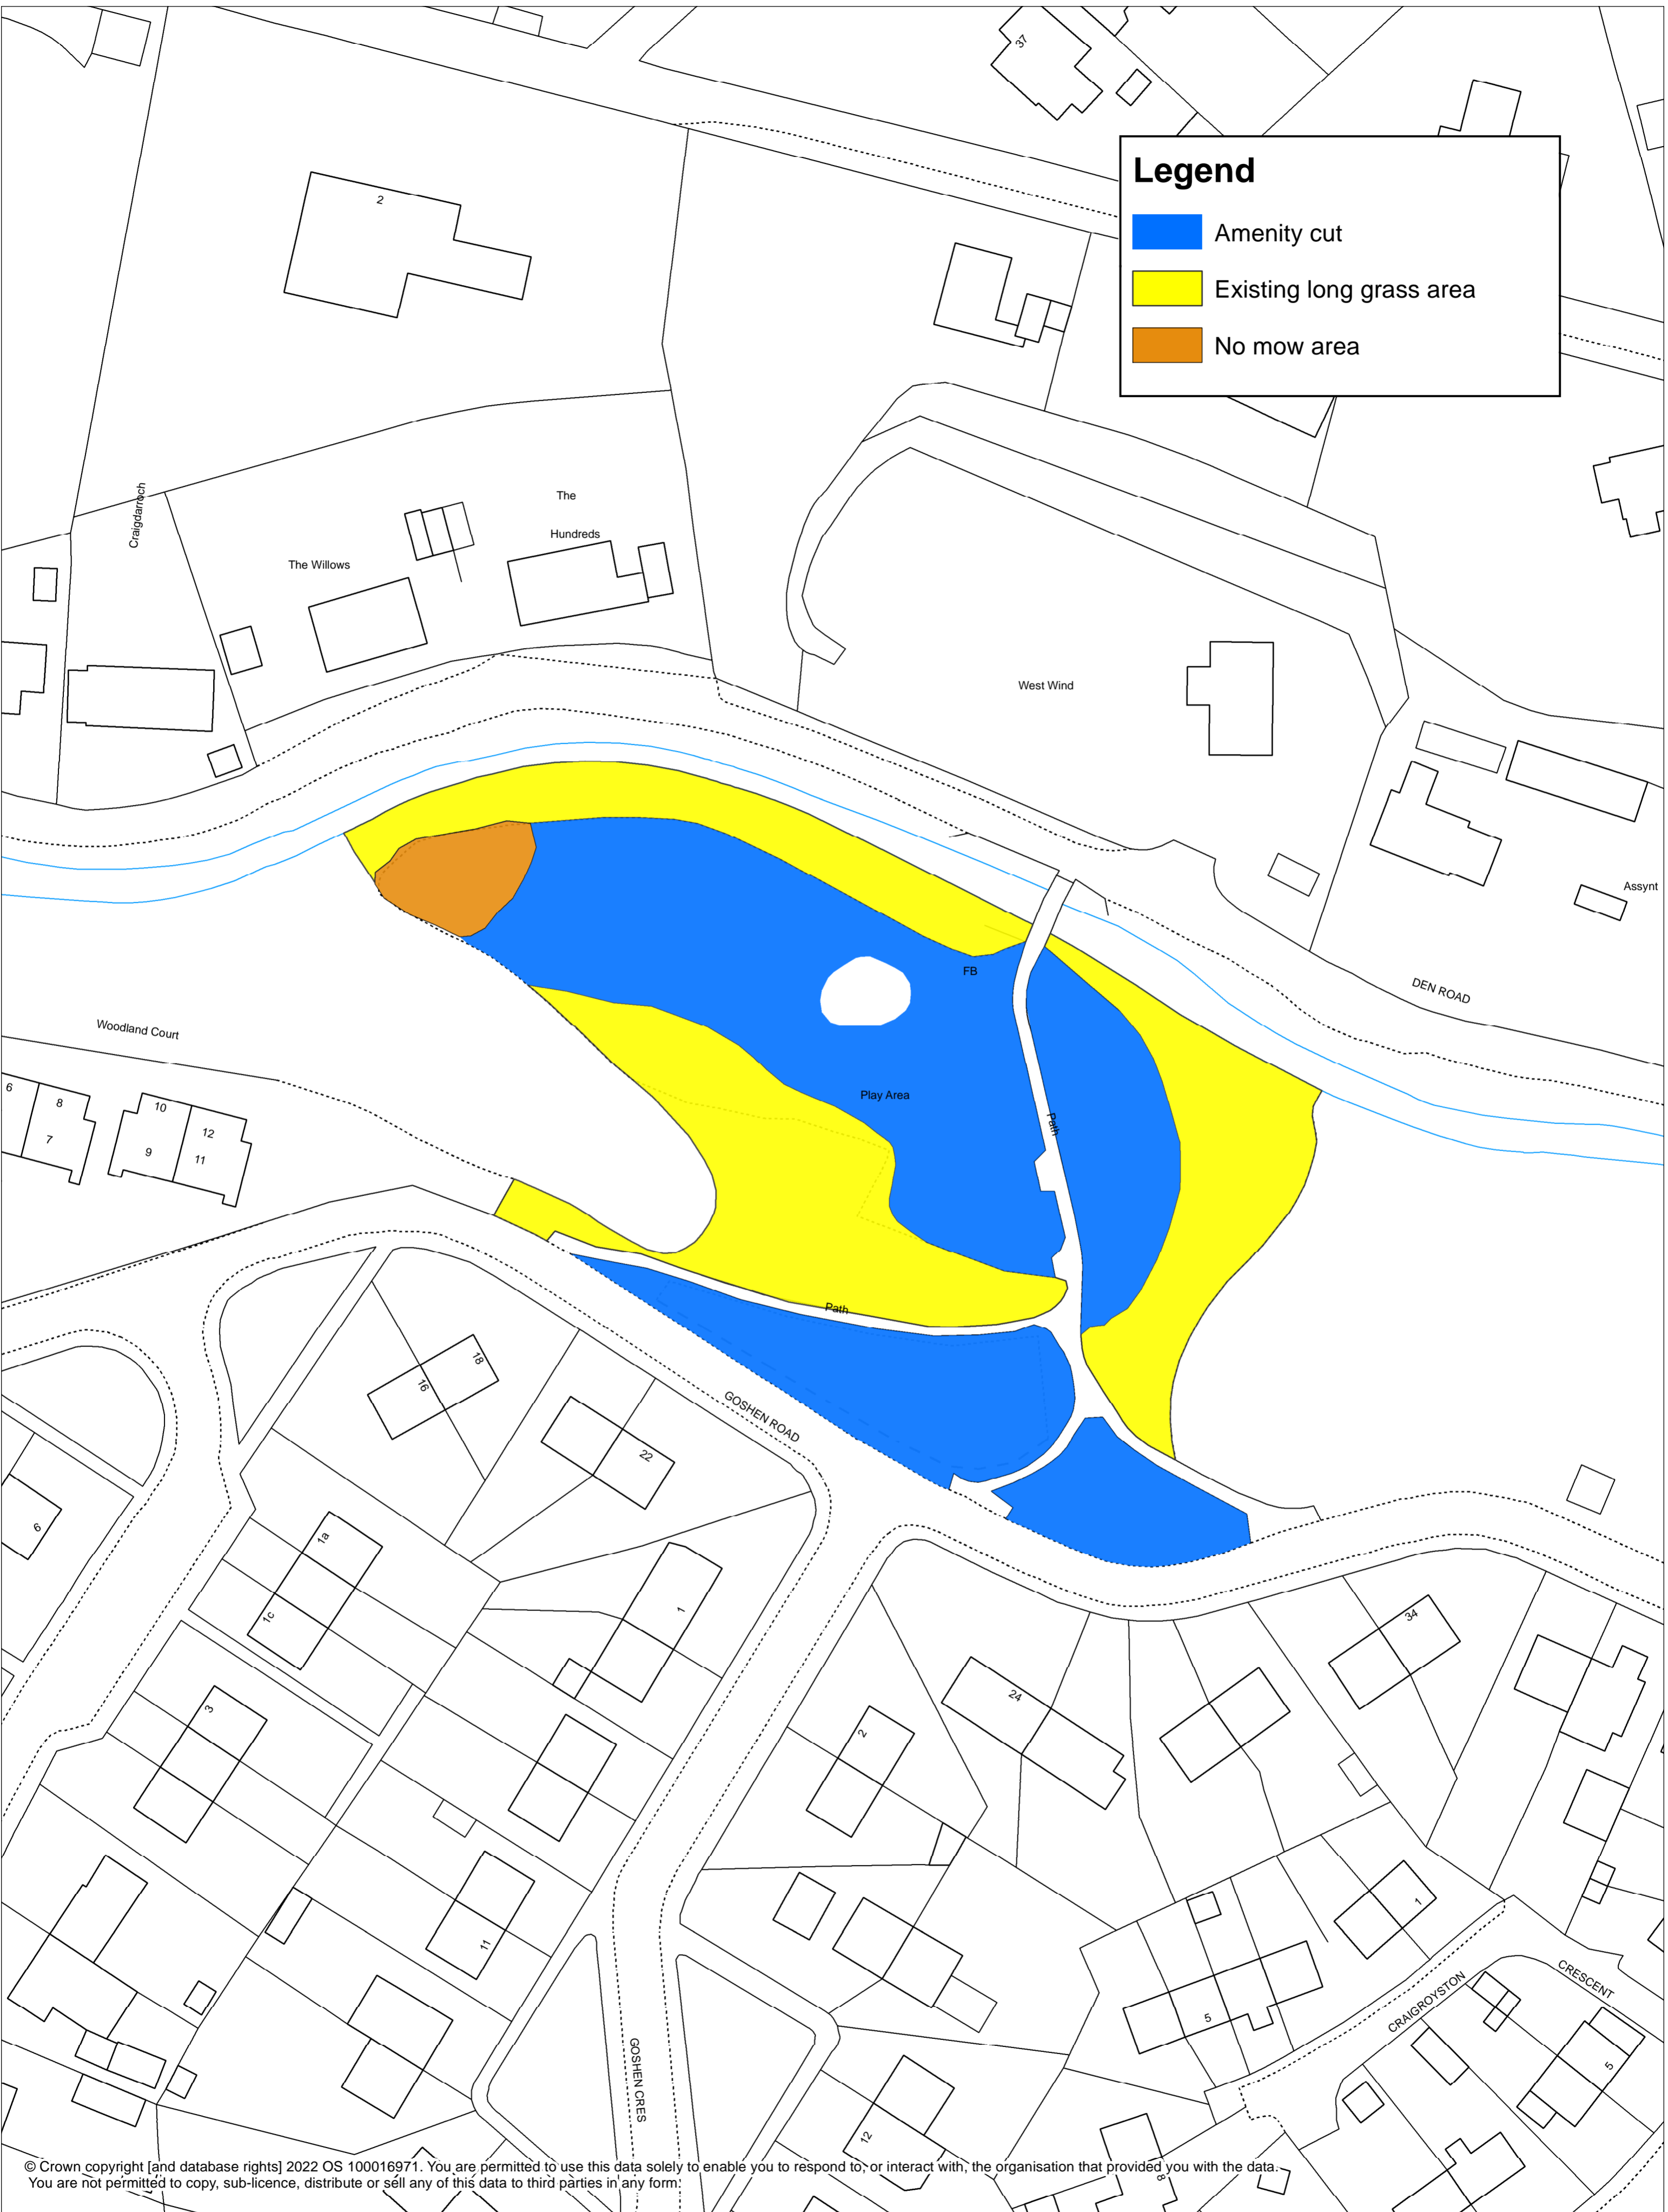 37
Legend
Amenity cut
Existing long grass area
No mow area
2
Craigdarroch
The
Hundreds
The Willows
West Wind
Assynt
FB
DEN ROAD
Woodland Court
Play Area
Path
6
8
7
10
9
12
11
Path
18
16
22
GOSHEN ROAD
6
1a
1c
1
3
2
24
34
11
1
5
CRAIGROYSTON
CRESCENT
5
GOSHEN CRES
12
8
© Crown copyright [and database rights] 2022 OS 100016971. You are permitted to use this data solely to enable you to respond to, or interact with, the organisation that provided you with the data.
You are not permitted to copy, sub-licence, distribute or sell any of this data to third parties in any form.